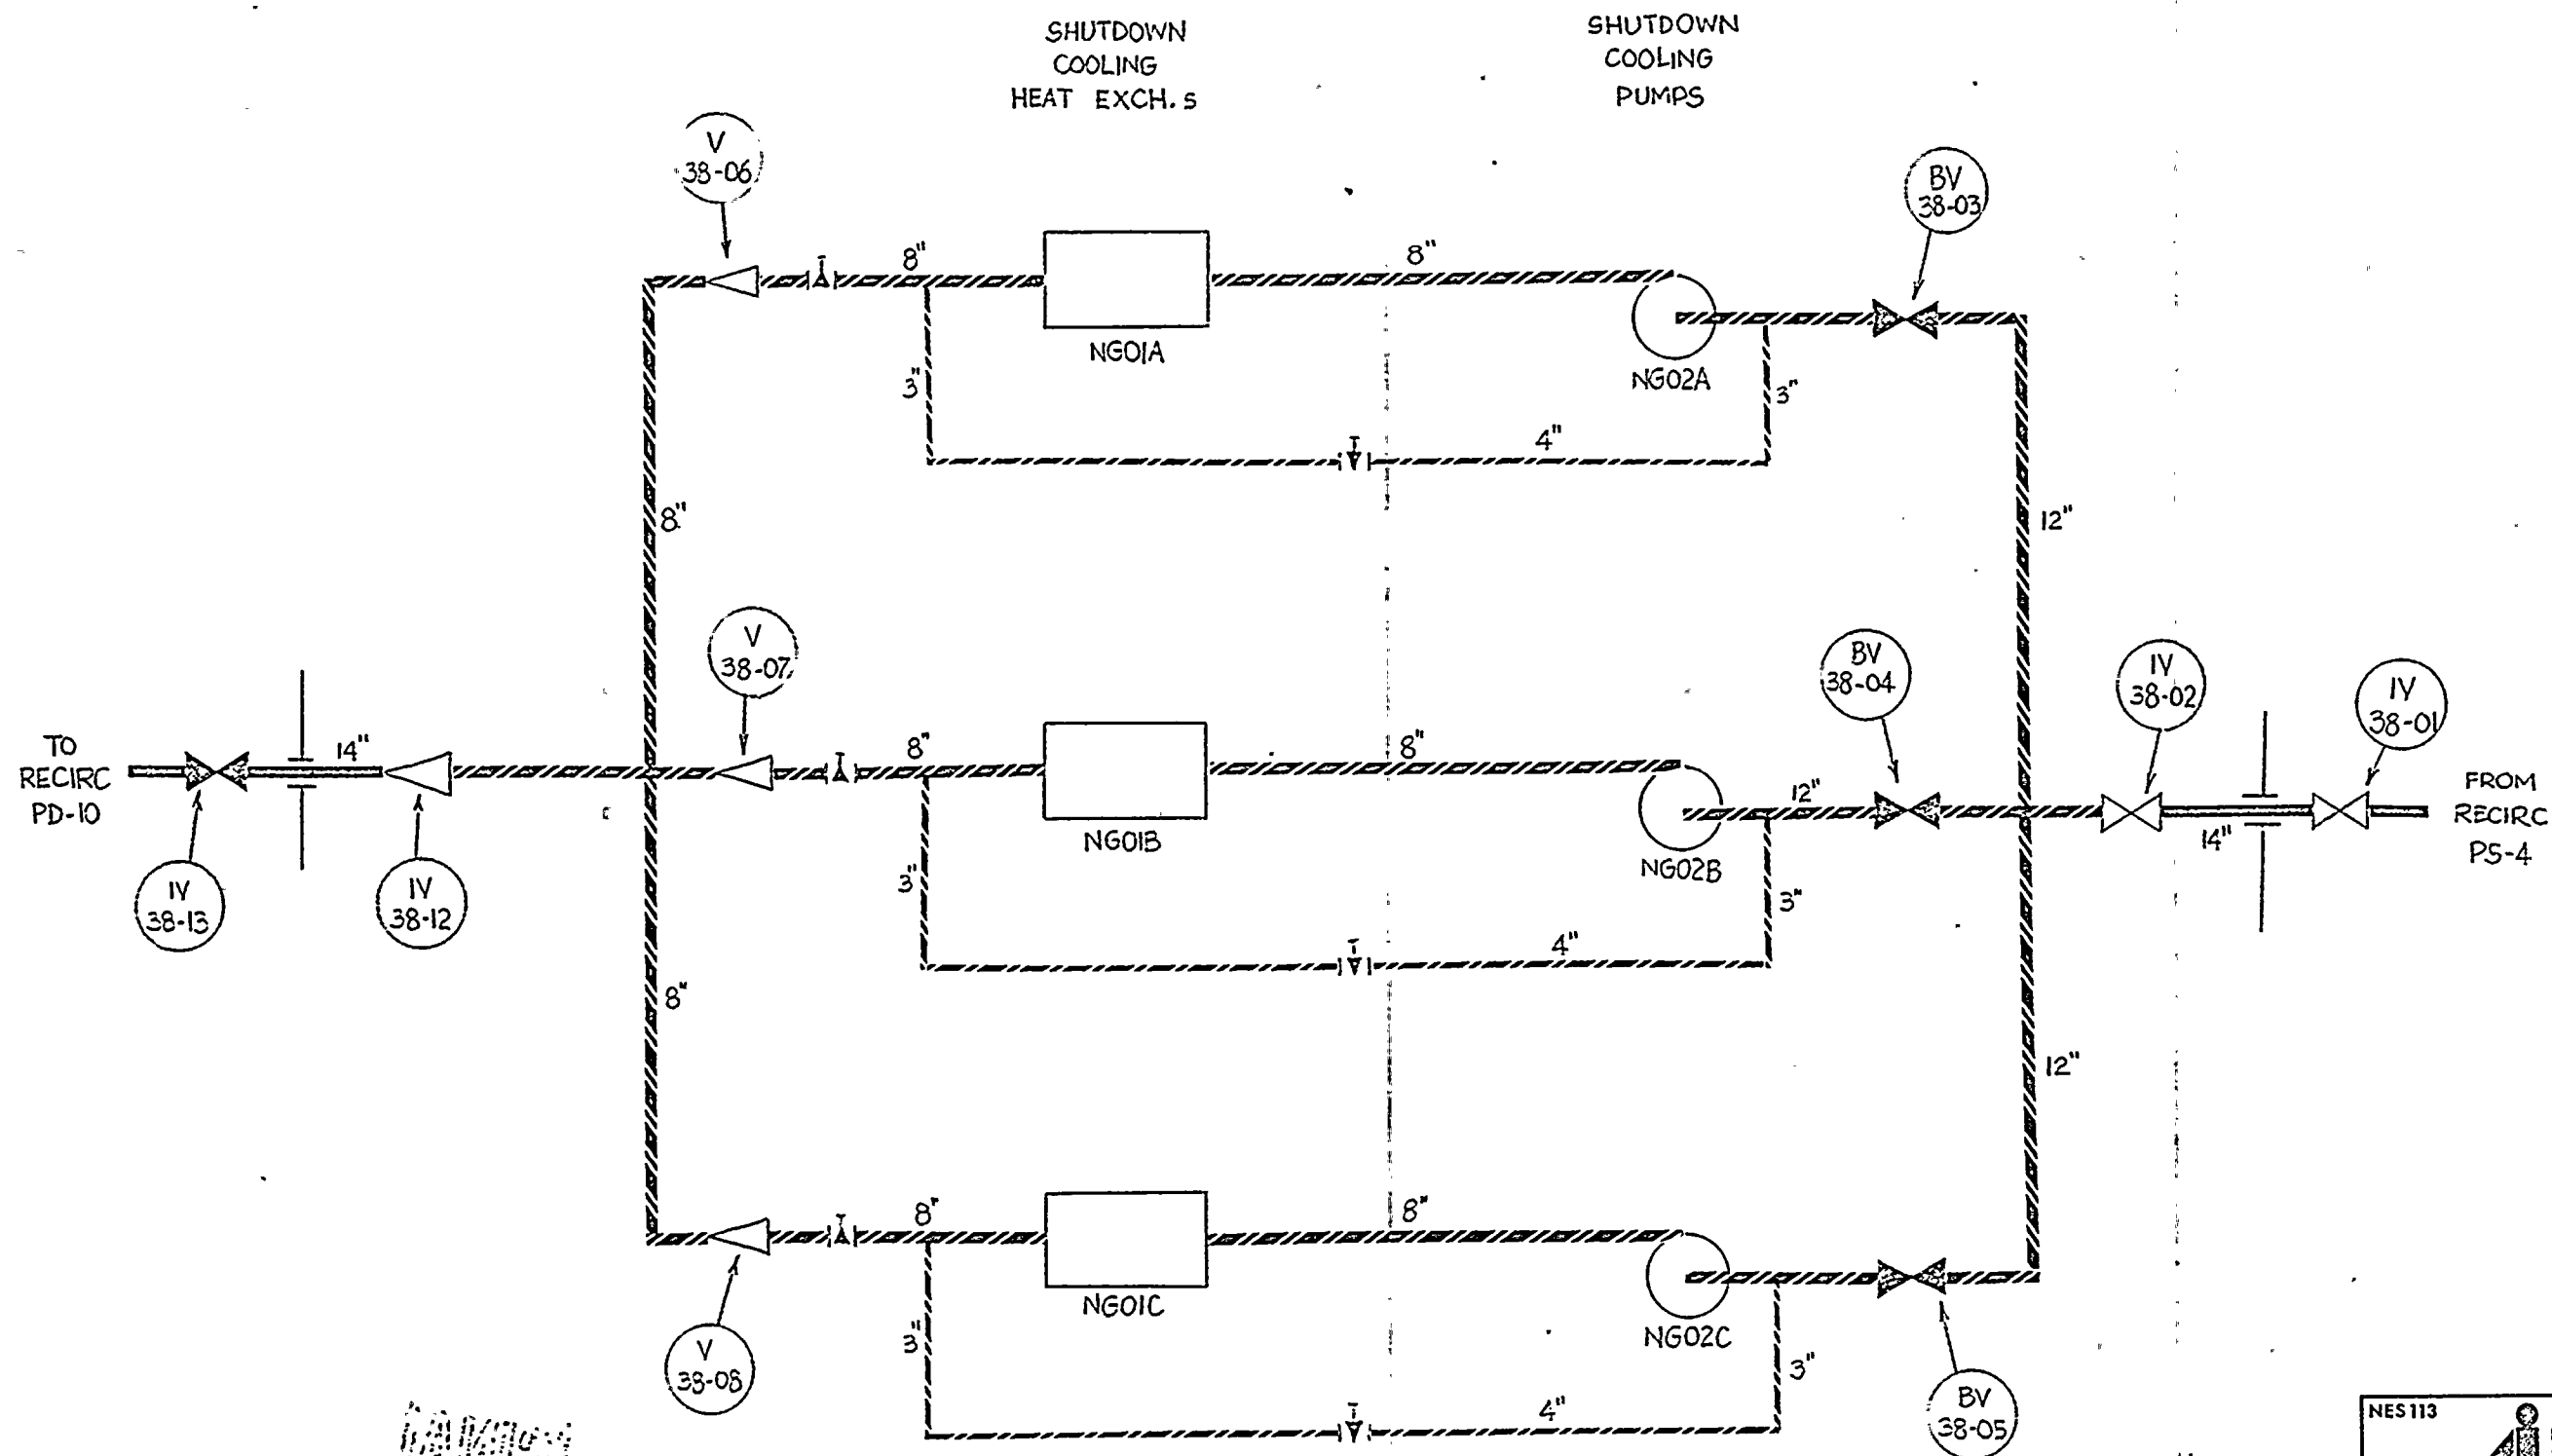 SHUTDOWN
COOLING
HEAT EXCH.S
SHUTDOWN
COOLING
PUMPS
V
38-06
BV
38-03
8"
8"
NG01A
NG02A
3"
3"
4"
8"
12"
V
38-07
BV
38-04
IV
38-02
IV
38-01
TO
RECIRC
PD-10
14"
8"
8"
12"
14"
FROM
RECIRC
PS-4
NG01B
NG02B
IV
38-13
IV
38-12
3"
3"
4"
8"
12"
8"
8"
NG01C
NG02C
V
38-08
3"
3"
4"
BV
38-05
NES113